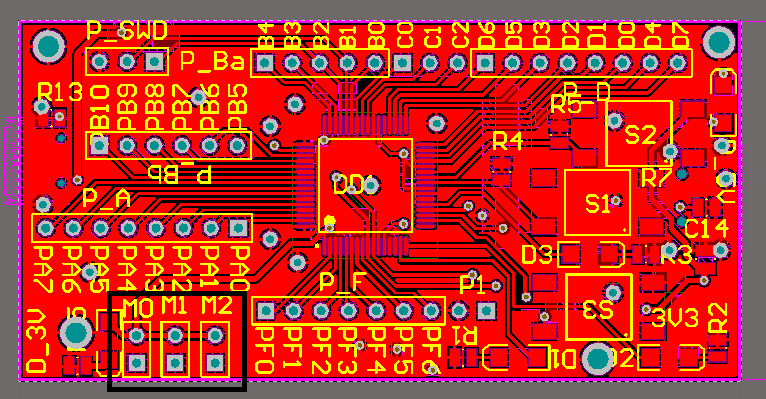 P_SWD
P_Ba
B4 B3 B2 B1 B0 C0 C1 C2 D6 D5 D3 D2 D1 D0 D4 D7
P_D
R13
PB10 PB9 PB8 PB7 PB6 PB5
P_Bb
R5
S2
R4
R7
DD1
P_A
S1
C14
PA7 PA6 PA5 PA4 PA3 PA2 PA1 PA0
D3
R3
P_F
P1
M0 M1 M2
S3
3V3
R2
D_3V
PF0 PF1 PF2 PF3 PF4 PF5 PF6
R1
D1